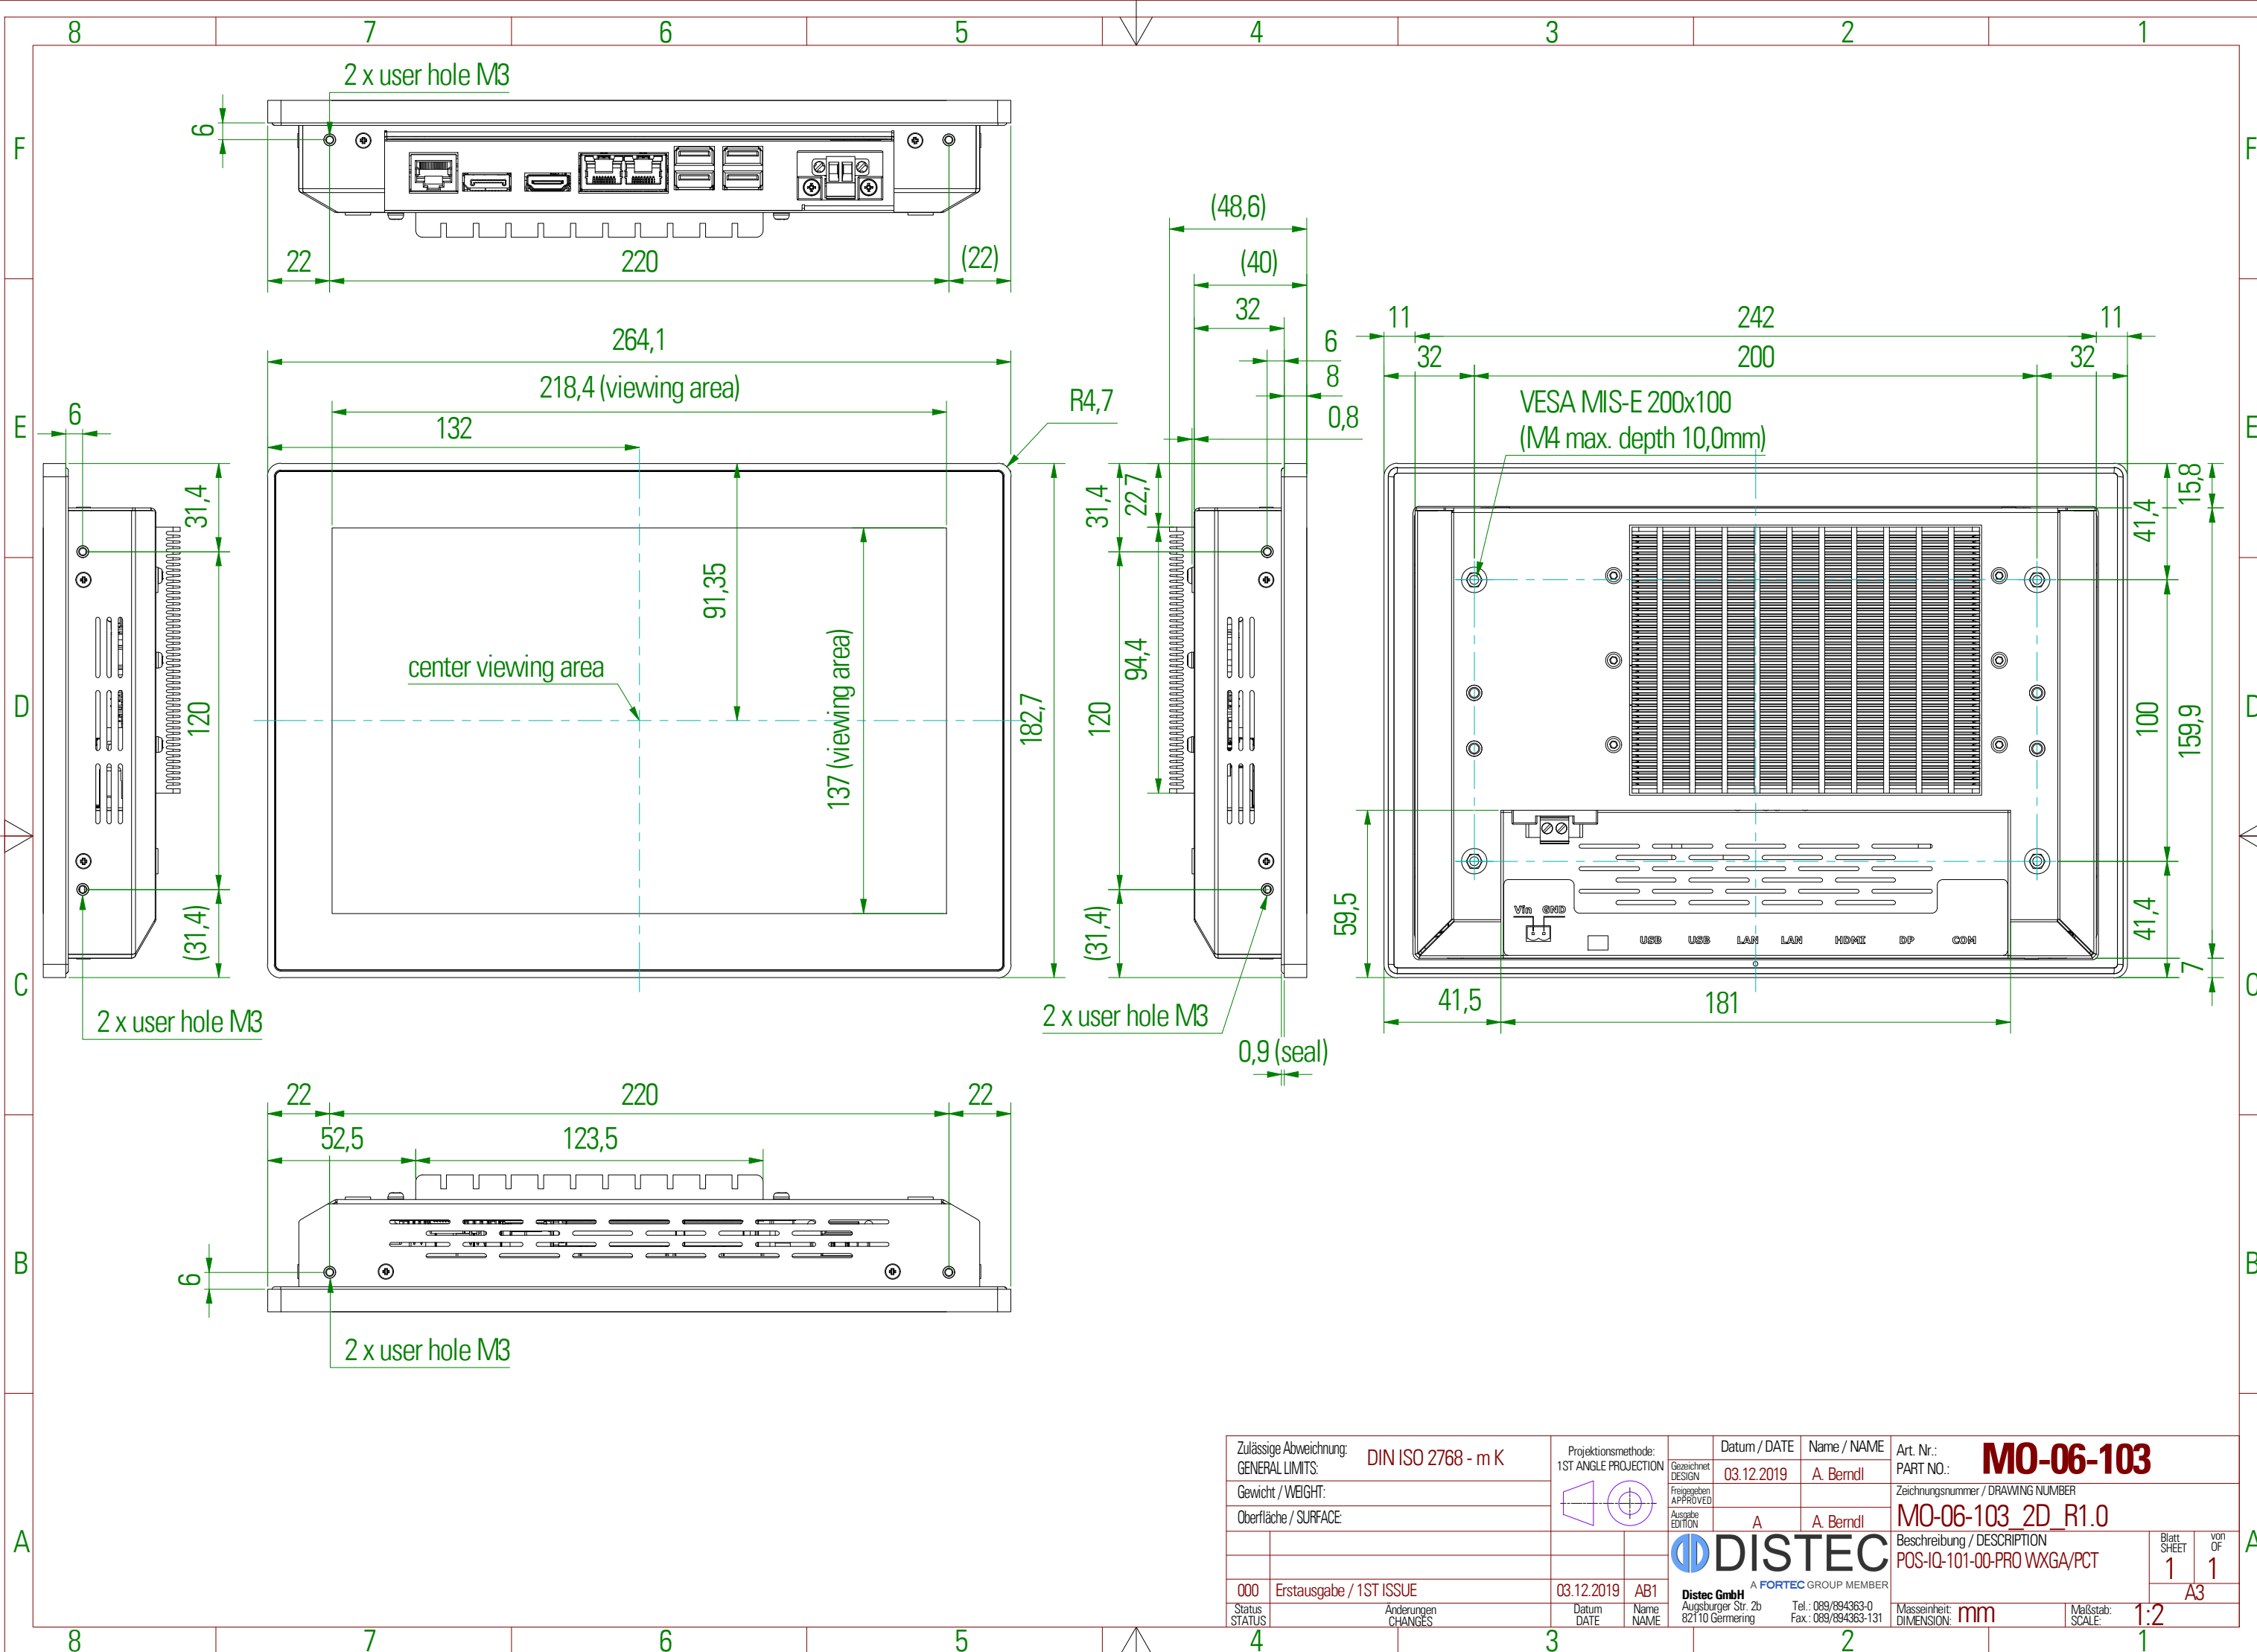 8 7 6 5 4 3 2 1
F
F
2 x user hole M3
6
22
220
(22)
(48,6)
(40)
32
6
8
0,8
264,1
218,4 (viewing area)
132
R4,7
11
242
11
32
200
32
VESA MIS-E 200x100
(M4 max. depth 10,0mm)
E
E
6
31,4
120
(31,4)
2 x user hole M3
91,35
center viewing area
137 (viewing area)
182,7
31,4
22,7
94,4
120
(31,4)
2 x user hole M3
0,9 (seal)
15,8
41,4
100
159,9
41,4
7
59,5
Vin GND
USB USB LAN LAN HDMI DP COM
41,5
181
D
D
C
C
22
220
22
52,5
123,5
6
2 x user hole M3
B
B
A
A
Zulässige Abweichung:
GENERAL LIMITS:
DIN ISO 2768 - m K
Gewicht / WEIGHT:
Oberfläche / SURFACE:
Projektionsmethode:
1ST ANGLE PROJECTION
Datum / DATE Name / NAME
Gezeichnet
DESIGN
03.12.2019 A. Berndl
Freigegeben
APPROVED
Ausgabe
EDITION
A A. Berndl
Art. Nr.:
PART NO.:
MO-06-103
Zeichnungsnummer / DRAWING NUMBER
MO-06-103_2D_R1.0
Beschreibung / DESCRIPTION
POS-IQ-101-00-PRO WXGA/PCT
Blatt
SHEET
1
von
OF
1
A3
DISTEC
A FORTEC GROUP MEMBER
Distec GmbH
Augsburger Str. 2b
82110 Germering
Tel.: 089/894363-0
Fax.: 089/894363-131
000 Erstausgabe / 1ST ISSUE 03.12.2019 AB1
Status
STATUS
Änderungen
CHANGES
Datum
DATE
Name
NAME
Masseinheit:
DIMENSION:
mm
Maßstab:
SCALE:
1:2
8 7 6 5 4 3 2 1